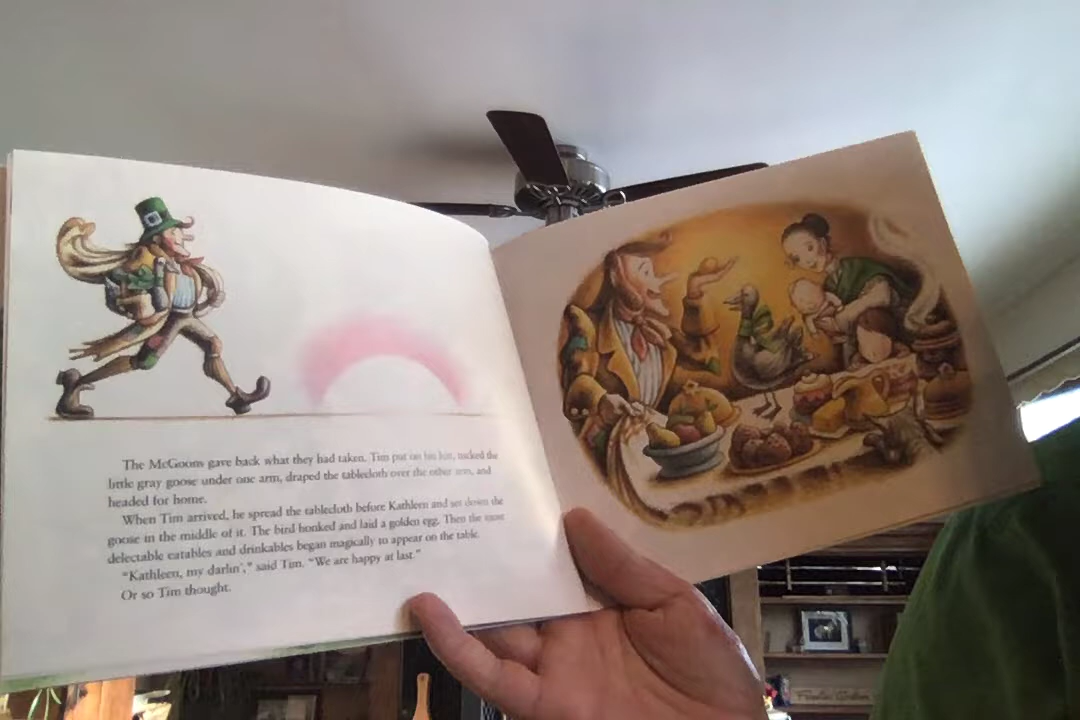 The McGoons gave back what they had taken. Tim put on his hat, tucked the
little gray goose under one arm, draped the tablecloth over the other arm, and
headed for home.
When Tim arrived, he spread the tablecloth before Kathleen and set down the
goose in the middle of it. The bird honked and laid a golden egg. Then the most
delectable eatables and drinkables began magically to appear on the table.
“Kathleen, my darlin’,” said Tim. “We are happy at last.”
Or so Tim thought.